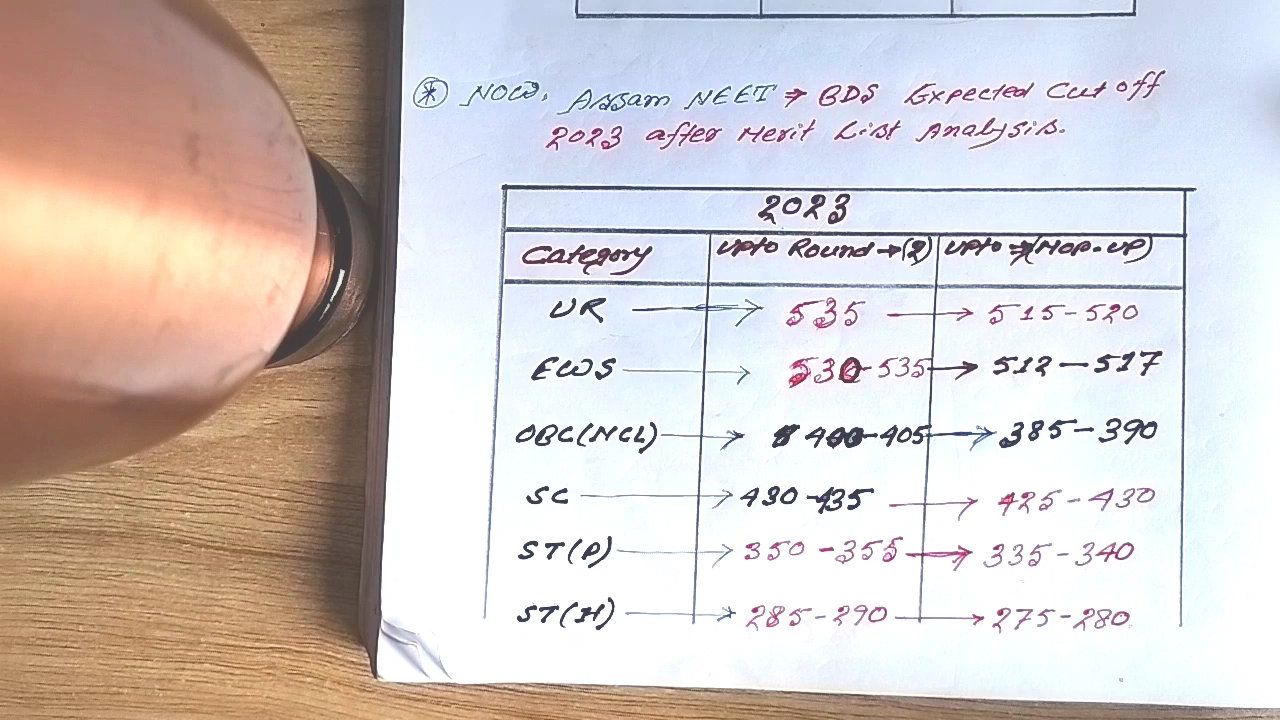 * NOW. Assam NEET → BDS Expected Cut off
2023 after Merit List Analysis.
2023
Category UPto Round → (2) UPto → (Mop-UP)
UR → 535 → 515-520
EWS → 530-535 → 512-517
OBC(NCL) → 400-405 → 385-390
SC → 430-435 → 425-430
ST(P) → 350-355 → 335-340
ST(H) → 285-290 → 275-280